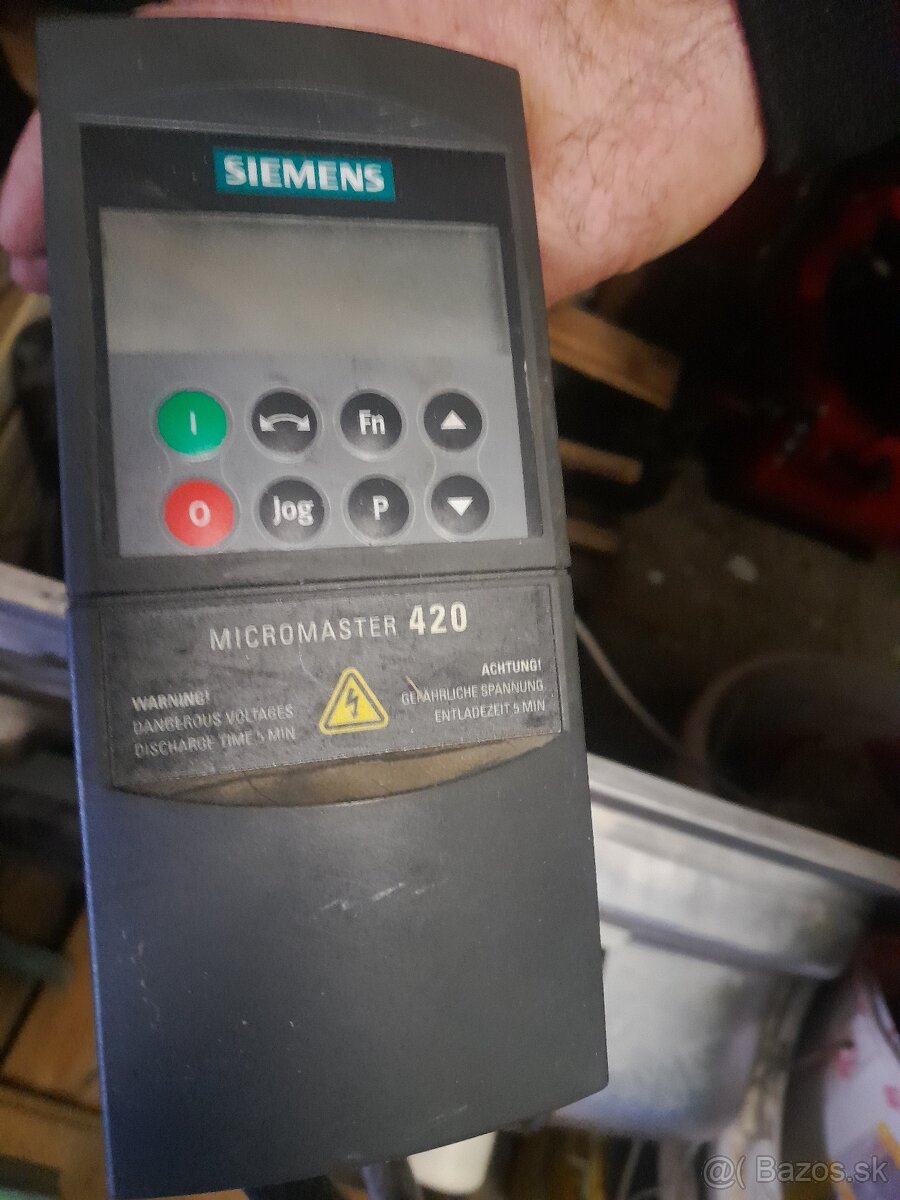 SIEMENS
I Fn
0 Jog P
MICROMASTER 420
WARNING!
DANGEROUS VOLTAGES
DISCHARGE TIME 5 MIN
ACHTUNG!
GEFÄHRLICHE SPANNUNG
ENTLADEZEIT 5 MIN
@( Bazos.sk